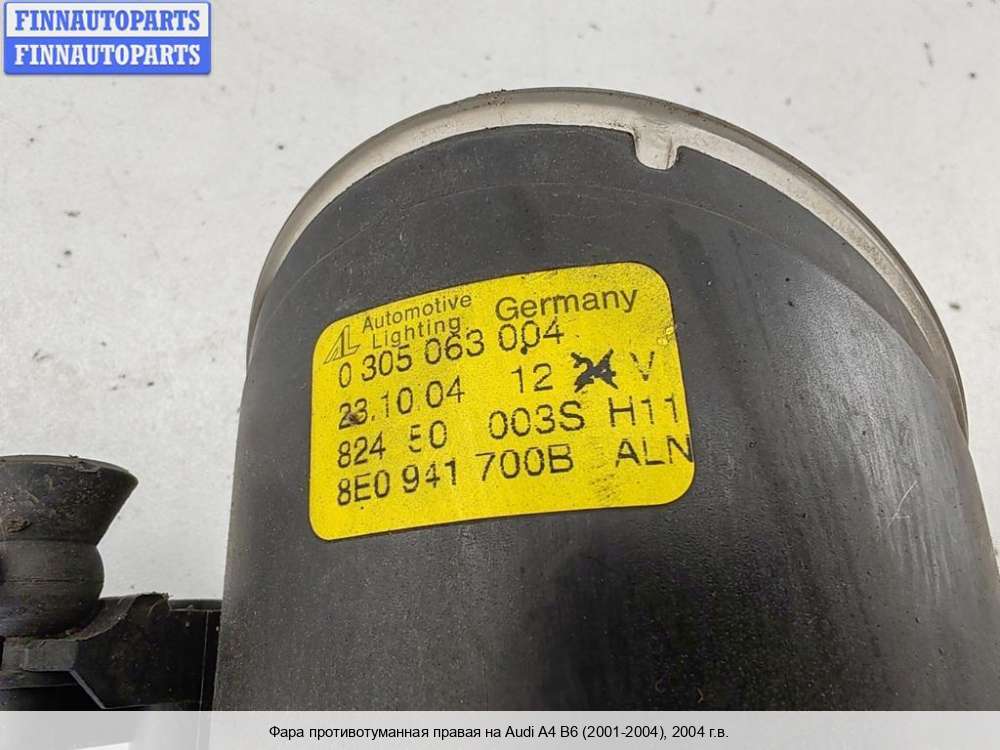 FINNAUTOPARTS
FINNAUTOPARTS
AL Automotive Lighting Germany
0 305 063 004
23.10.04 12 24 V
824 50 003S H11
8E0 941 700B ALN
Фара противотуманная правая на Audi A4 B6 (2001-2004), 2004 г.в.